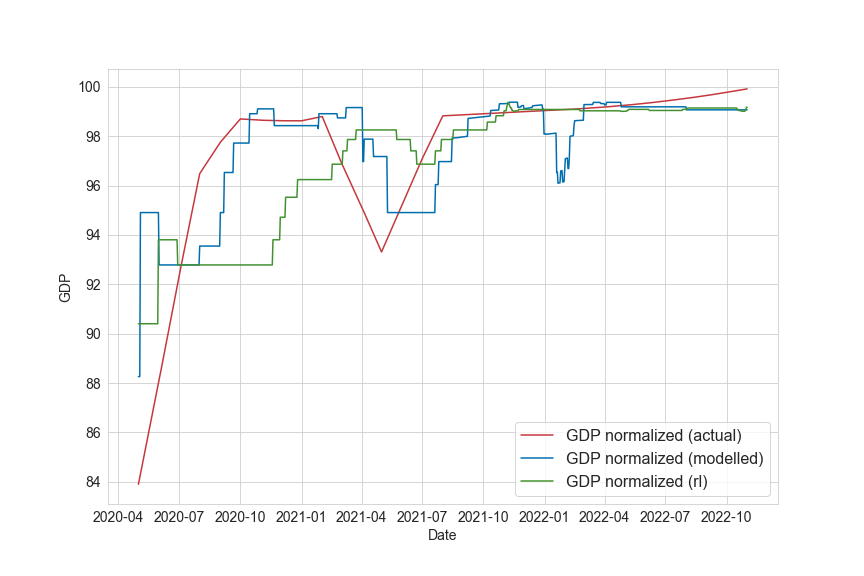 100
98
96
94
92
90
88
86
84
GDP
GDP normalized (actual)
GDP normalized (modelled)
GDP normalized (rl)
2020-04 2020-07 2020-10 2021-01 2021-04 2021-07 2021-10 2022-01 2022-04 2022-07 2022-10
Date